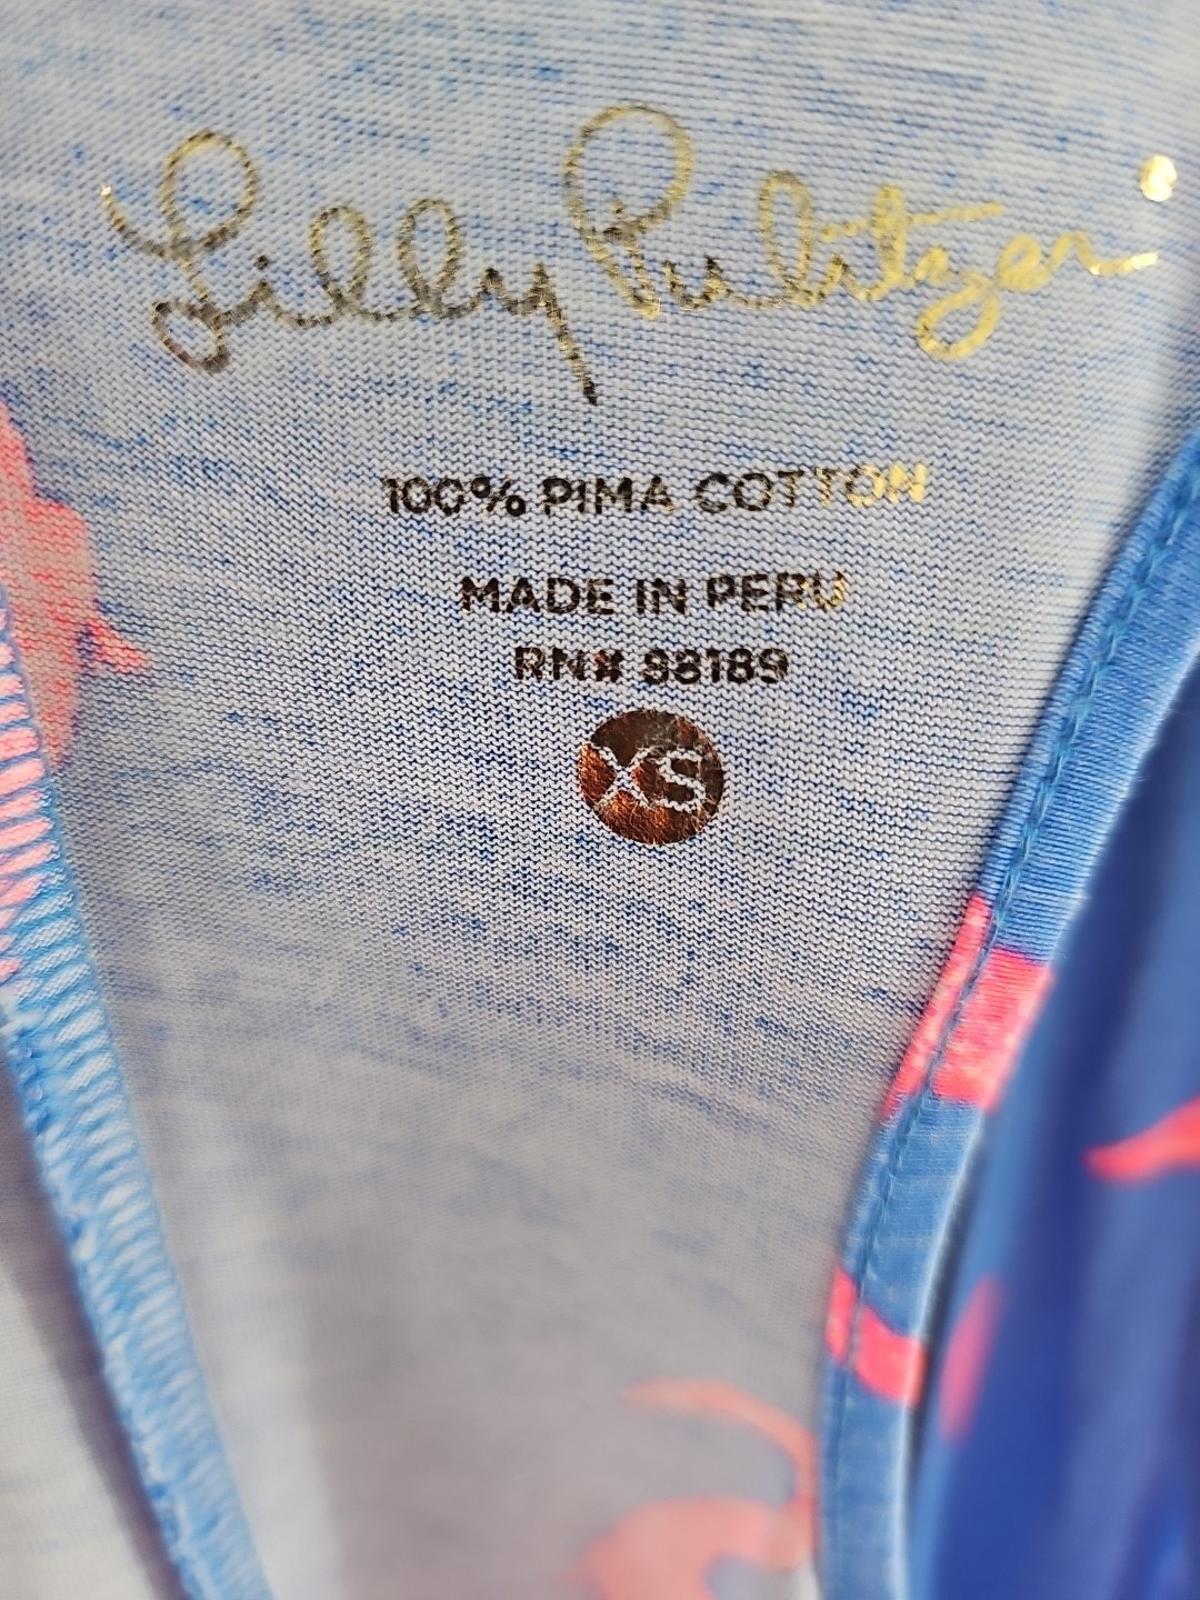 Lilly Pulitzer
100% PIMA COTTON
MADE IN PERU
RN# 98189
XS